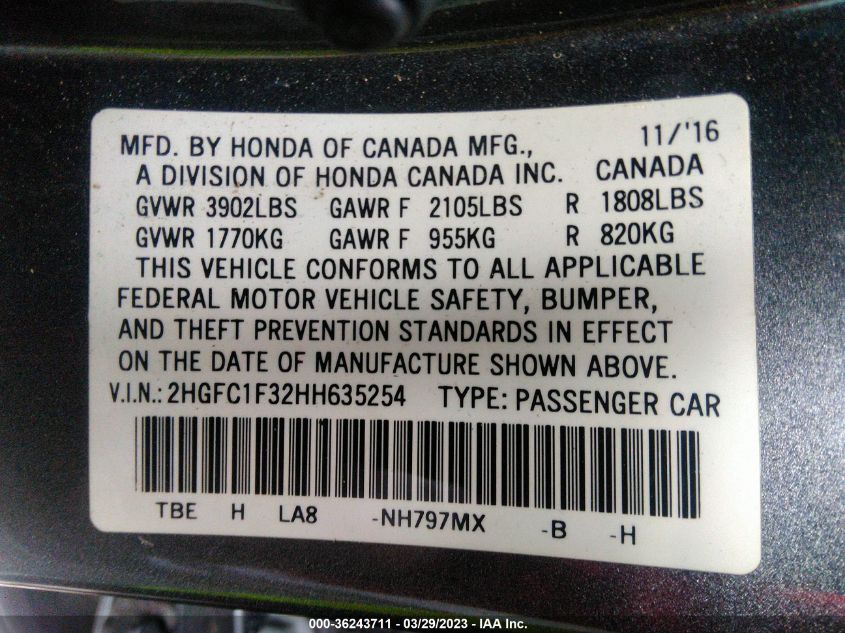 MFD. BY HONDA OF CANADA MFG., 11/'16
A DIVISION OF HONDA CANADA INC. CANADA
GVWR 3902LBS GAWR F 2105LBS R 1808LBS
GVWR 1770KG GAWR F 955KG R 820KG
THIS VEHICLE CONFORMS TO ALL APPLICABLE
FEDERAL MOTOR VEHICLE SAFETY, BUMPER,
AND THEFT PREVENTION STANDARDS IN EFFECT
ON THE DATE OF MANUFACTURE SHOWN ABOVE.
V.I.N.: 2HGFC1F32HH635254 TYPE: PASSENGER CAR
TBE H LA8 -NH797MX -B -H
000-36243711 - 03/29/2023 - IAA Inc.